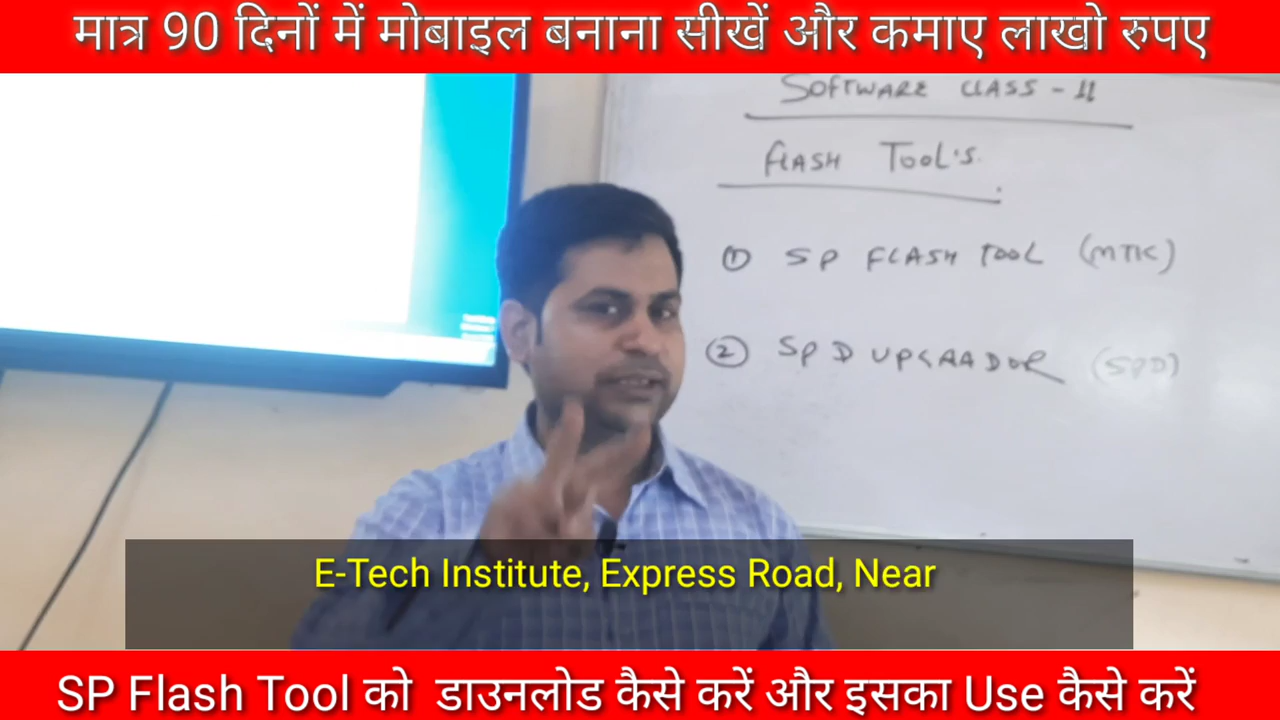 मात्र 90 दिनों में मोबाइल बनाना सीखें और कमाए लाखो रुपए
SOFTWARE CLASS - 11
FLASH TOOL'S.
① SP FLASH TOOL (MTK)
② SPD UPGRADOR (SPD)
E-Tech Institute, Express Road, Near
SP Flash Tool को डाउनलोड कैसे करें और इसका Use कैसे करें